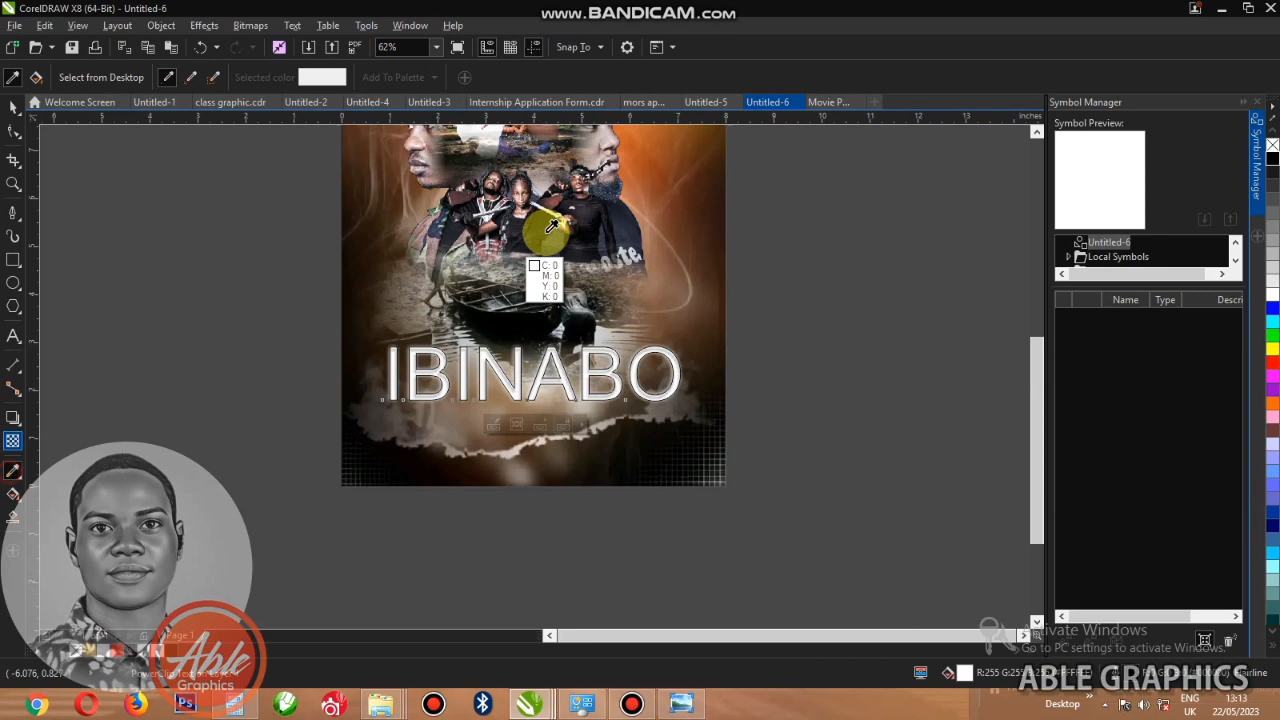 CorelDRAW X8 (64-Bit) - Untitled-6
www.BANDICAM.com
File Edit View Layout Object Effects Bitmaps Text Table Tools Window Help
PDF 62% Snap To
Select from Desktop Selected color Add To Palette
Welcome Screen Untitled-1 class graphic.cdr Untitled-2 Untitled-4 Untitled-3 Internship Application Form.cdr mors ap... Untitled-5 Untitled-6 Movie P...
Symbol Manager
inches
Symbol Preview:
Symbol Manager
Untitled-6
Local Symbols
Name Type Descri
C: 0
M: 0
Y: 0
K: 0
IBINABO
Page 1
Activate Windows
Go to PC settings to activate Windows.
ABLE GRAPHICS
Able
Graphics
Ps
Desktop
ENG
UK
13:13
22/05/2023